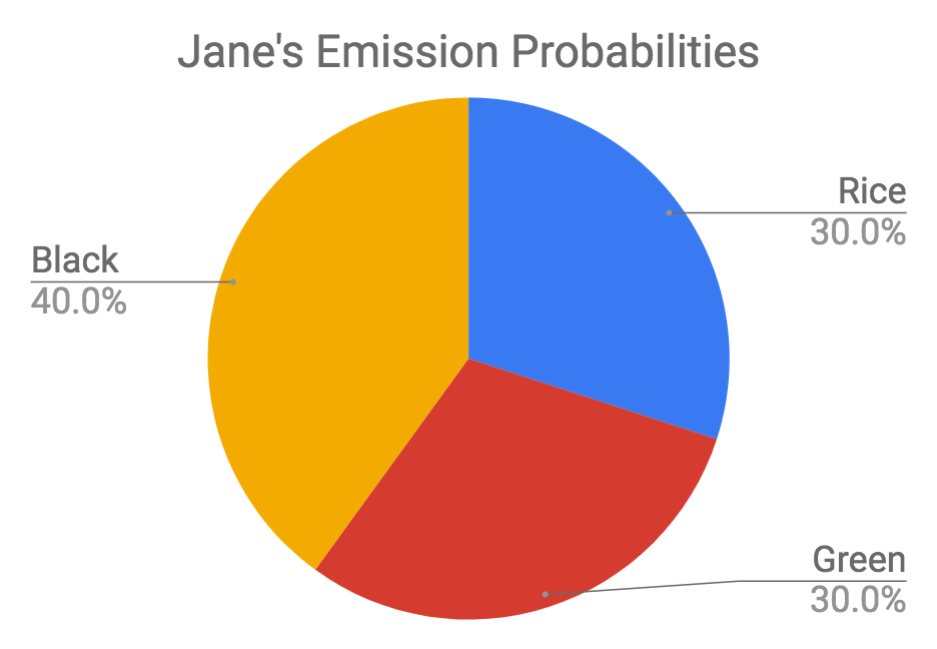 Jane's Emission Probabilities
Rice
30.0%
Black
40.0%
Green
30.0%